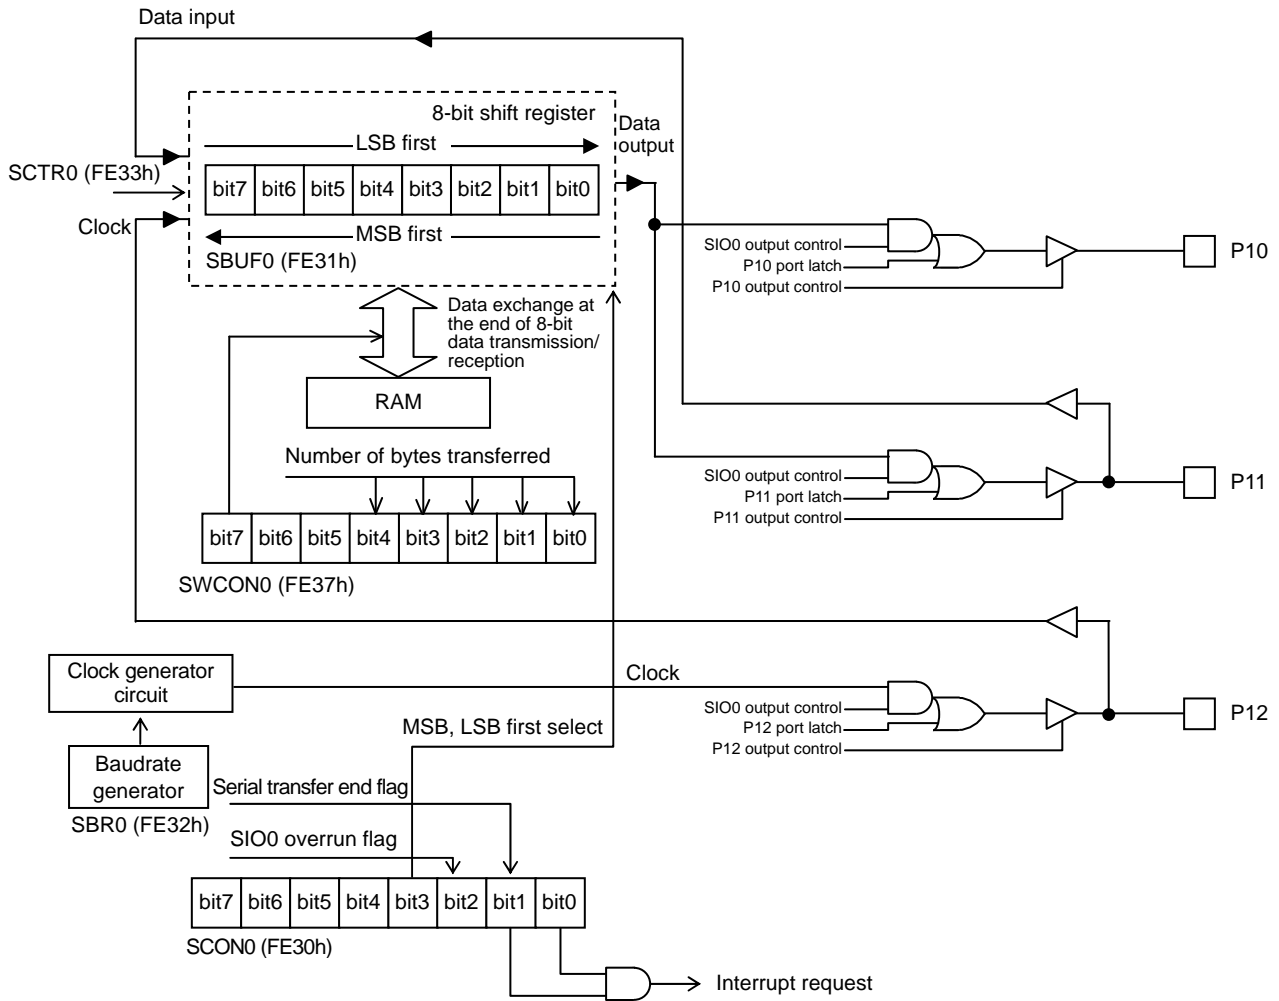 Data input
8-bit shift register
LSB first
Data
output
SCTR0 (FE33h)
bit7 bit6 bit5 bit4 bit3 bit2 bit1 bit0
Clock
MSB first
SBUF0 (FE31h)
SIO0 output control
P10 port latch
P10 output control
P10
Data exchange at
the end of 8-bit
data transmission/
reception
RAM
Number of bytes transferred
SIO0 output control
P11 port latch
P11 output control
P11
bit7 bit6 bit5 bit4 bit3 bit2 bit1 bit0
SWCON0 (FE37h)
Clock generator
circuit
Clock
SIO0 output control
P12 port latch
P12 output control
P12
MSB, LSB first select
Baudrate
generator
SBR0 (FE32h)
Serial transfer end flag
SIO0 overrun flag
bit7 bit6 bit5 bit4 bit3 bit2 bit1 bit0
SCON0 (FE30h)
Interrupt request